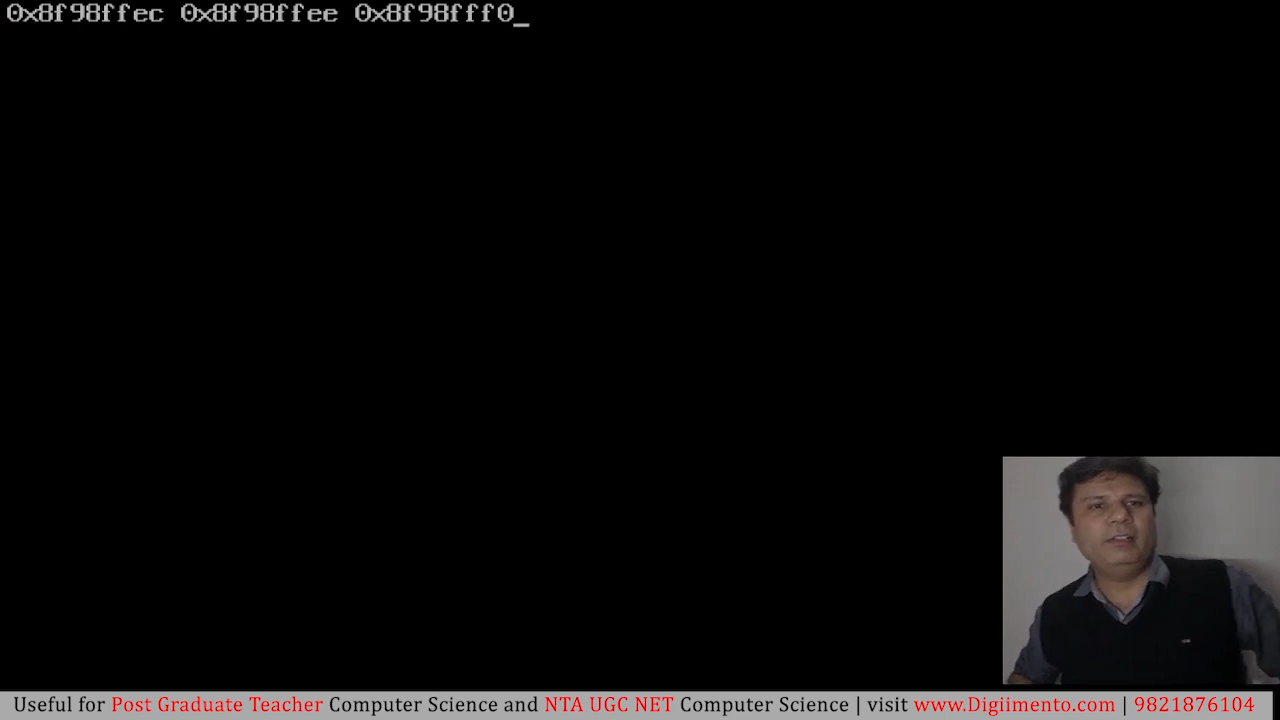 0x8f98ffec 0x8f98ffee 0x8f98fff0_
Useful for Post Graduate Teacher Computer Science and NTA UGC NET Computer Science | visit www.Digiimento.com | 9821876104